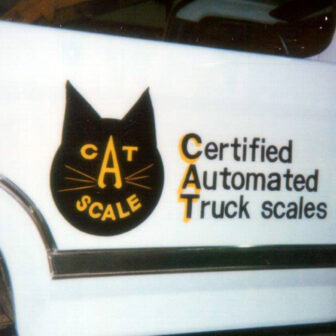 CAT
SCALE
Certified
Automated
Truck scales